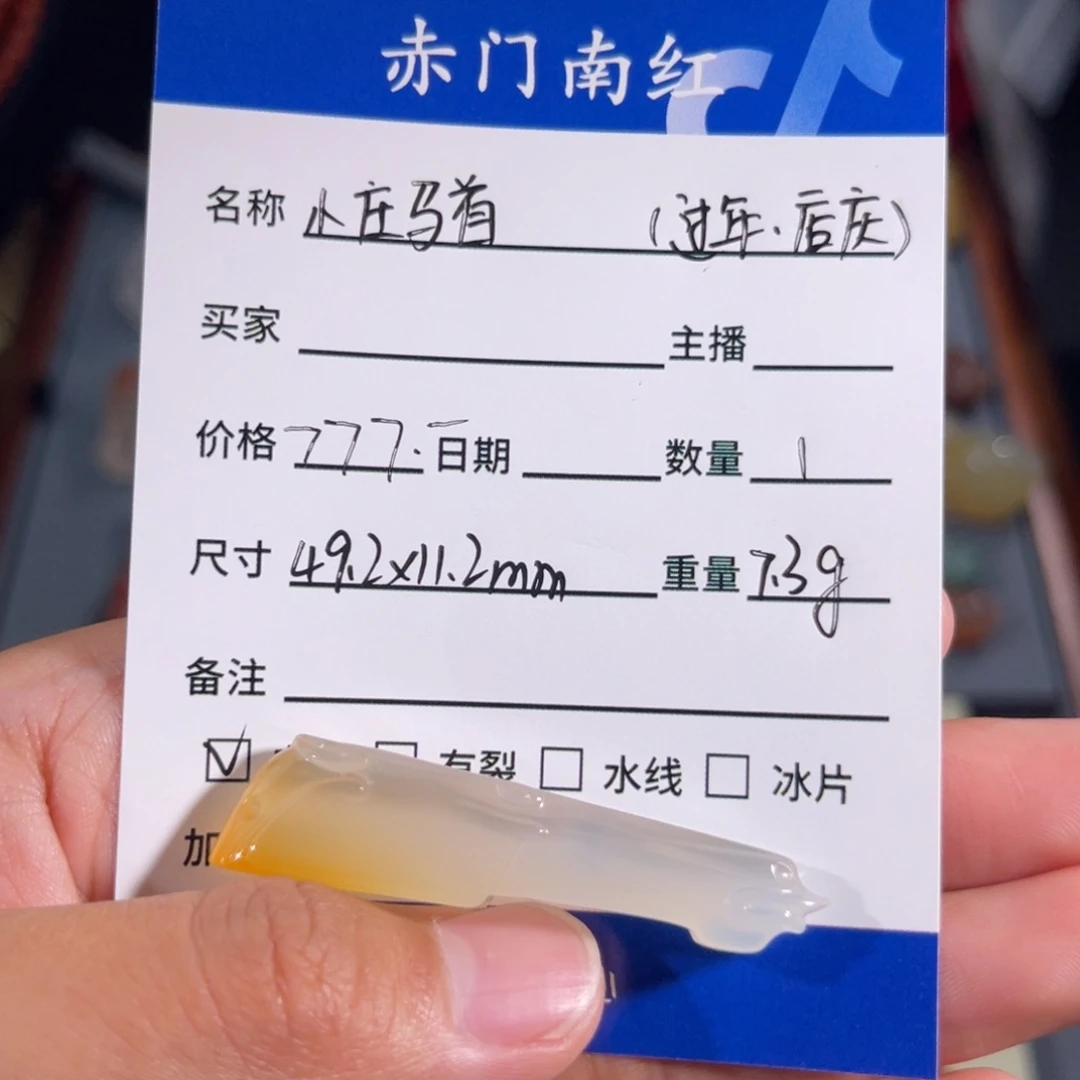 赤门南红
名称 小庄马首 (过年·店庆)
买家 主播
价格 777.- 日期 数量 1
尺寸 49.2x11.2mm 重量 7.3g
备注
有裂 水线 冰片
加